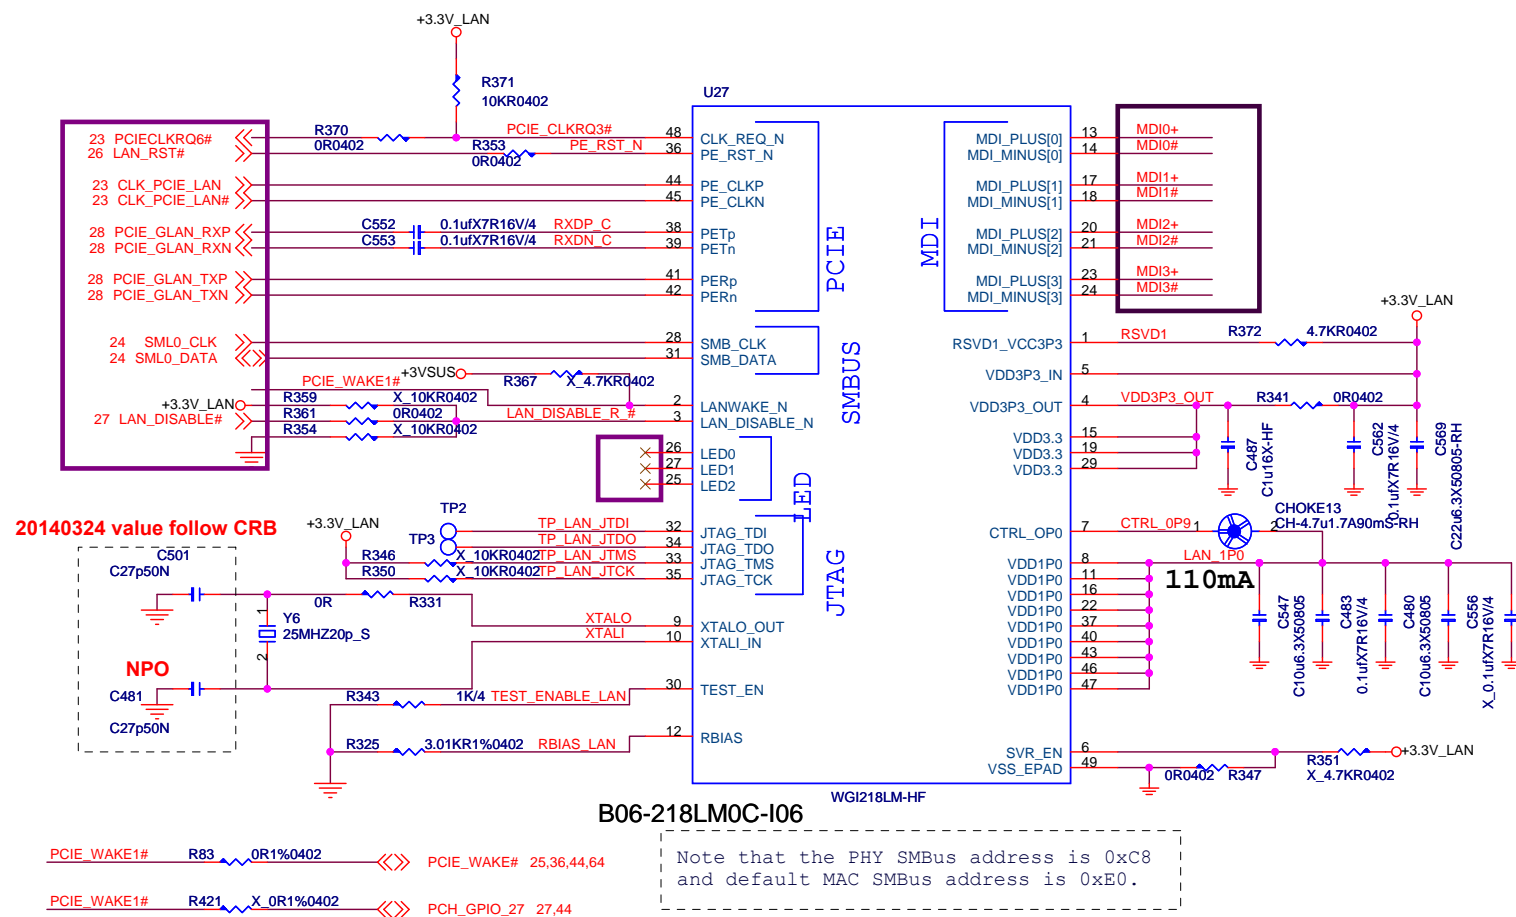 +3.3V_LAN
R371
10KR0402
U27
23 PCIECLKRQ6#
R370
0R0402
PCIE_CLKRQ3#
48
CLK_REQ_N
26 LAN_RST#
R353
0R0402
PE_RST_N
36
PE_RST_N
23 CLK_PCIE_LAN
44
PE_CLKP
23 CLK_PCIE_LAN#
45
PE_CLKN
28 PCIE_GLAN_RXP
C552
0.1ufX7R16V/4
RXDP_C
38
PETp
28 PCIE_GLAN_RXN
C553
0.1ufX7R16V/4
RXDN_C
39
PETn
28 PCIE_GLAN_TXP
41
PERp
28 PCIE_GLAN_TXN
42
PERn
PCIE
24 SML0_CLK
28
SMB_CLK
24 SML0_DATA
31
SMB_DATA
SMBUS
+3VSUS
R367
X_4.7KR0402
PCIE_WAKE1#
2
LANWAKE_N
+3.3V_LAN
R359
X_10KR0402
27 LAN_DISABLE#
R361
0R0402
LAN_DISABLE_R_#
3
LAN_DISABLE_N
R354
X_10KR0402
26
LED0
27
LED1
25
LED2
LED
20140324 value follow CRB
+3.3V_LAN
TP2
TP_LAN_JTDI
32
JTAG_TDI
TP3
TP_LAN_JTDO
34
JTAG_TDO
R346
X_10KR0402
TP_LAN_JTMS
33
JTAG_TMS
R350
X_10KR0402
TP_LAN_JTCK
35
JTAG_TCK
JTAG
C501
C27p50N
0R
R331
1
Y6
25MHZ20p_S
2
XTALO
9
XTALO_OUT
XTALI
10
XTALI_IN
NPO
C481
C27p50N
R343
1K/4
TEST_ENABLE_LAN
30
TEST_EN
R325
3.01KR1%0402
RBIAS_LAN
12
RBIAS
MDI
MDI_PLUS[0]
13
MDI0+
MDI_MINUS[0]
14
MDI0#
MDI_PLUS[1]
17
MDI1+
MDI_MINUS[1]
18
MDI1#
MDI_PLUS[2]
20
MDI2+
MDI_MINUS[2]
21
MDI2#
MDI_PLUS[3]
23
MDI3+
MDI_MINUS[3]
24
MDI3#
+3.3V_LAN
RSVD1_VCC3P3
1
RSVD1
R372
4.7KR0402
VDD3P3_IN
5
VDD3P3_OUT
4
VDD3P3_OUT
R341
0R0402
VDD3.3
15
VDD3.3
19
VDD3.3
29
C487
C1u16X-HF
C562
0.1ufX7R16V/4
C569
C22u6.3X50805-RH
CHOKE13
CH-4.7u1.7A90mS-RH
CTRL_OP0
7
CTRL_0P9
1
2
VDD1P0
8
LAN_1P0
110mA
VDD1P0
11
VDD1P0
16
VDD1P0
22
VDD1P0
37
VDD1P0
40
VDD1P0
43
VDD1P0
46
VDD1P0
47
C547
C10u6.3X50805
C483
0.1ufX7R16V/4
C480
C10u6.3X50805
C556
X_0.1ufX7R16V/4
SVR_EN
6
VSS_EPAD
49
0R0402
R347
R351
X_4.7KR0402
+3.3V_LAN
WGI218LM-HF
B06-218LM0C-I06
PCIE_WAKE1#
R83
0R1%0402
PCIE_WAKE# 25,36,44,64
PCIE_WAKE1#
R421
X_0R1%0402
PCH_GPIO_27 27,44
Note that the PHY SMBus address is 0xC8
and default MAC SMBus address is 0xE0.